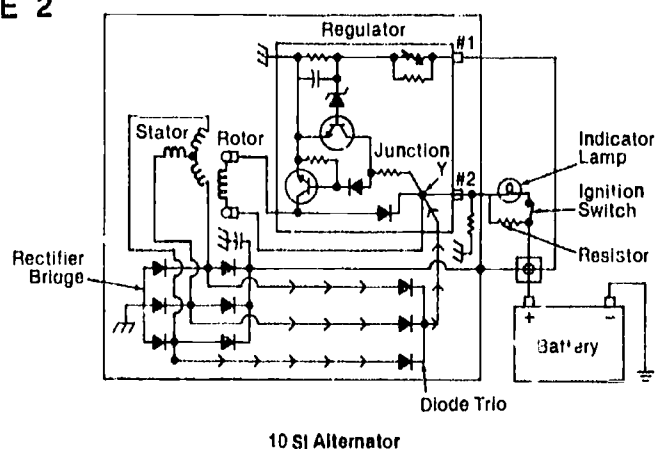 E 2
Regulator
#1
Stator
Rotor
Junction
Y
#2
Indicator
Lamp
Ignition
Switch
Resistor
Rectifier
Bridge
+
−
Battery
Diode Trio
10 SI Alternator